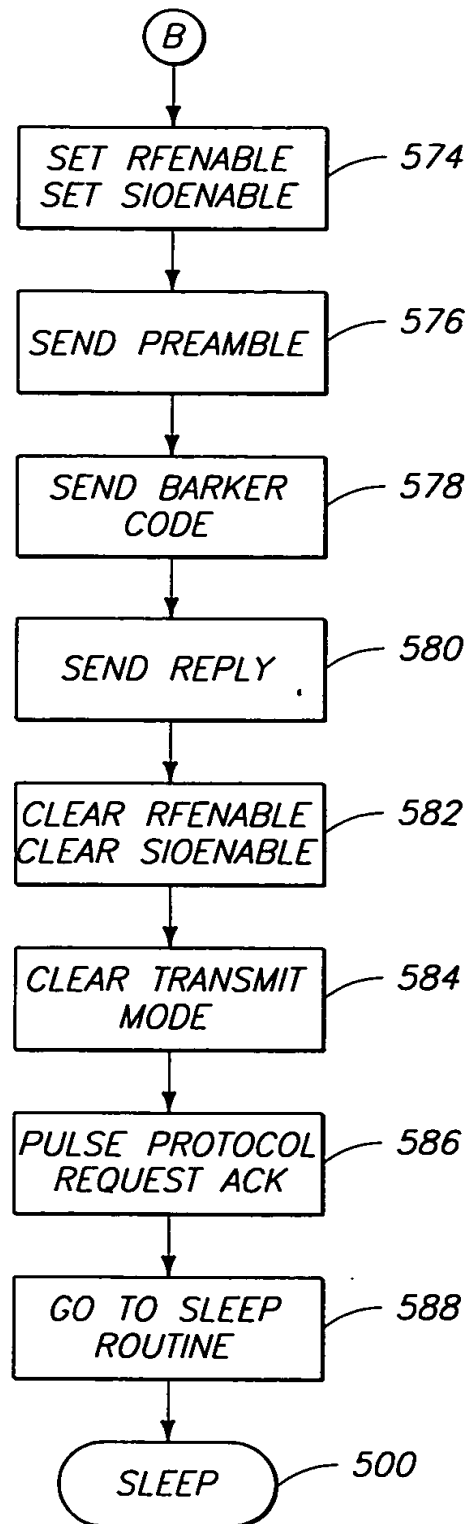 B
SET RFENABLE
SET SIOENABLE
574
SEND PREAMBLE
576
SEND BARKER
CODE
578
SEND REPLY
580
CLEAR RFENABLE
CLEAR SIOENABLE
582
CLEAR TRANSMIT
MODE
584
PULSE PROTOCOL
REQUEST ACK
586
GO TO SLEEP
ROUTINE
588
SLEEP
500